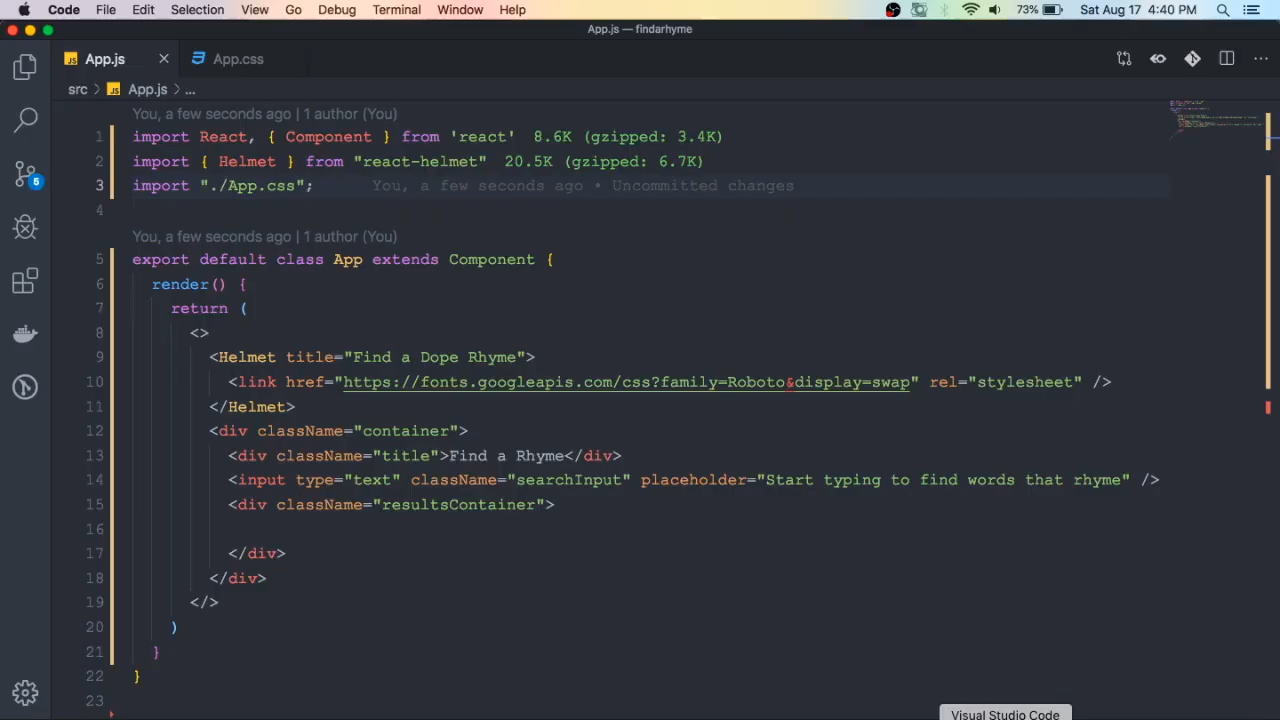 Code File Edit Selection View Go Debug Terminal Window Help 73% Sat Aug 17 4:40 PM
App.js — findarhyme
JS App.js App.css
src JS App.js ...
You, a few seconds ago | 1 author (You)
1 import React, { Component } from 'react' 8.6K (gzipped: 3.4K)
2 import { Helmet } from "react-helmet" 20.5K (gzipped: 6.7K)
3 import "./App.css"; You, a few seconds ago • Uncommitted changes
4
You, a few seconds ago | 1 author (You)
5 export default class App extends Component {
6 render() {
7 return (
8 <>
9 <Helmet title="Find a Dope Rhyme">
10 <link href="https://fonts.googleapis.com/css?family=Roboto&display=swap" rel="stylesheet" />
11 </Helmet>
12 <div className="container">
13 <div className="title">Find a Rhyme</div>
14 <input type="text" className="searchInput" placeholder="Start typing to find words that rhyme" />
15 <div className="resultsContainer">
16
17 </div>
18 </div>
19 </>
20 )
21 }
22 }
23
5
Visual Studio Code